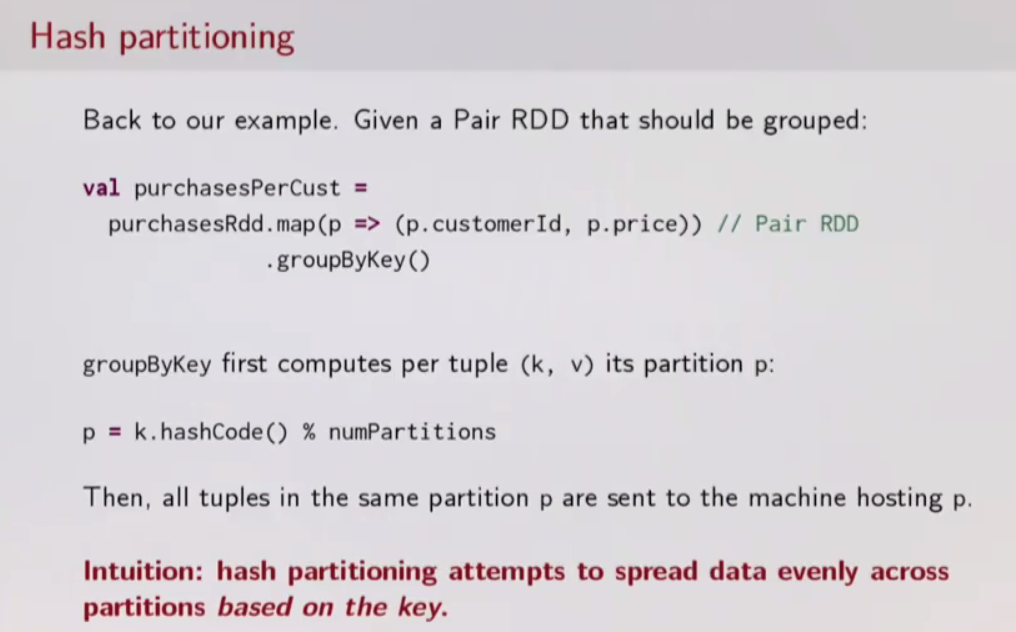 Hash partitioning
Back to our example. Given a Pair RDD that should be grouped:
val purchasesPerCust =
purchasesRdd.map(p => (p.customerId, p.price)) // Pair RDD
.groupByKey()
groupByKey first computes per tuple (k, v) its partition p:
p = k.hashCode() % numPartitions
Then, all tuples in the same partition p are sent to the machine hosting p.
Intuition: hash partitioning attempts to spread data evenly across
partitions based on the key.